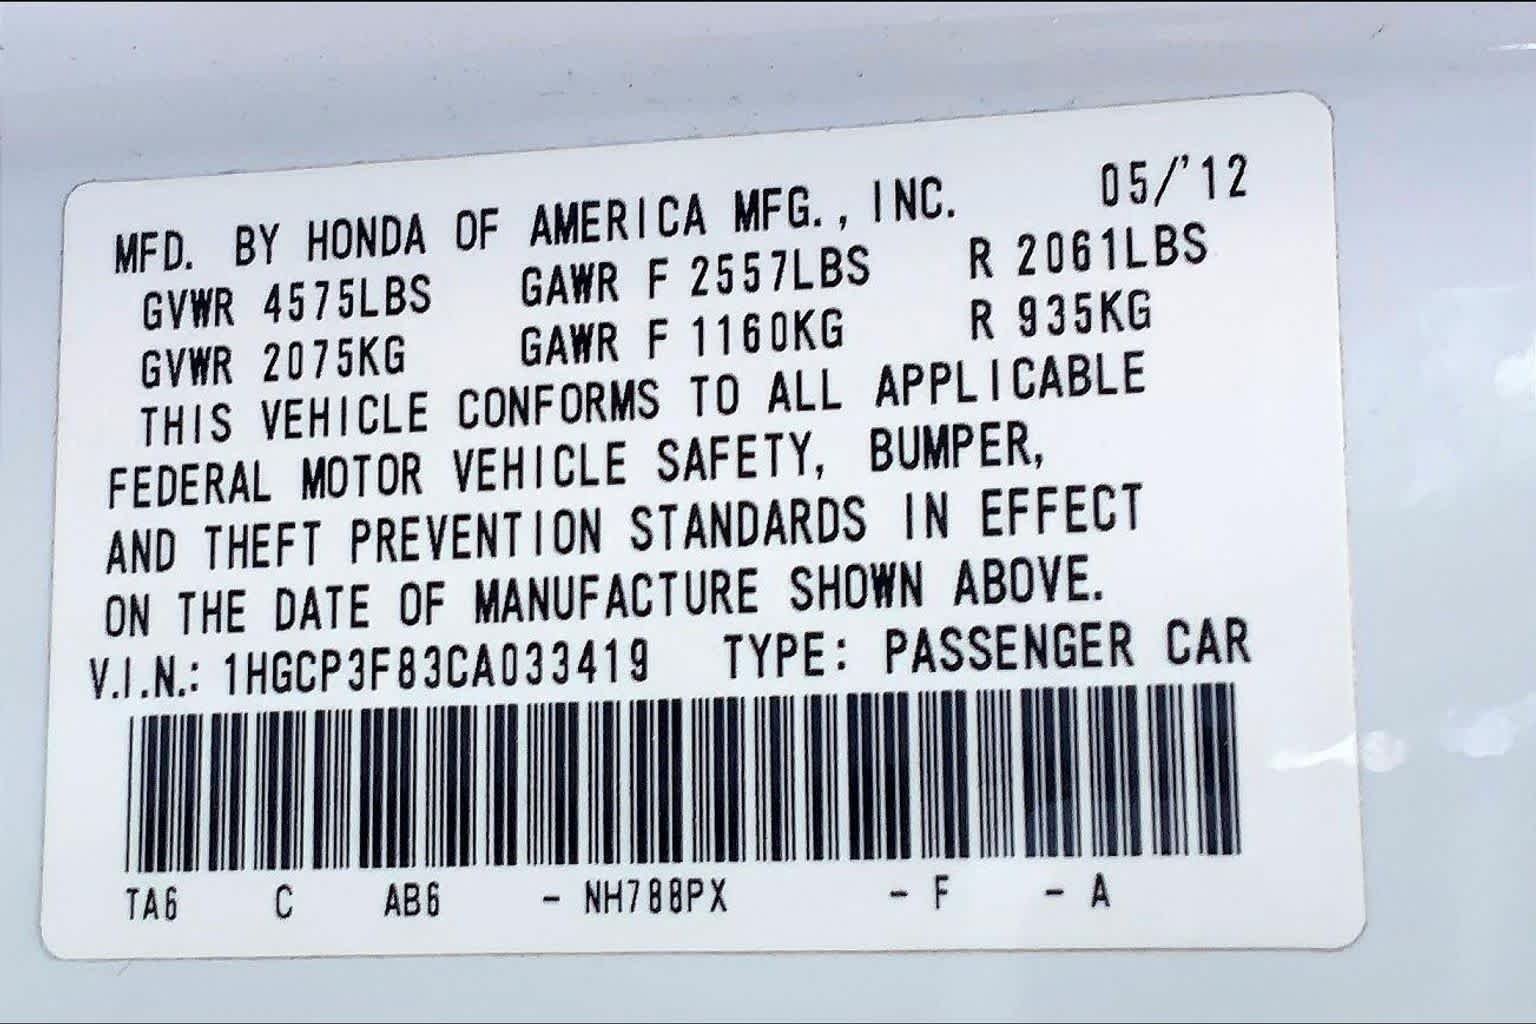 MFD. BY HONDA OF AMERICA MFG., INC. 05/'12
GVWR 4575LBS GAWR F 2557LBS R 2061LBS
GVWR 2075KG GAWR F 1160KG R 935KG
THIS VEHICLE CONFORMS TO ALL APPLICABLE
FEDERAL MOTOR VEHICLE SAFETY, BUMPER,
AND THEFT PREVENTION STANDARDS IN EFFECT
ON THE DATE OF MANUFACTURE SHOWN ABOVE.
V.I.N.: 1HGCP3F83CA033419 TYPE: PASSENGER CAR
TA6 C AB6 - NH788PX - F - A